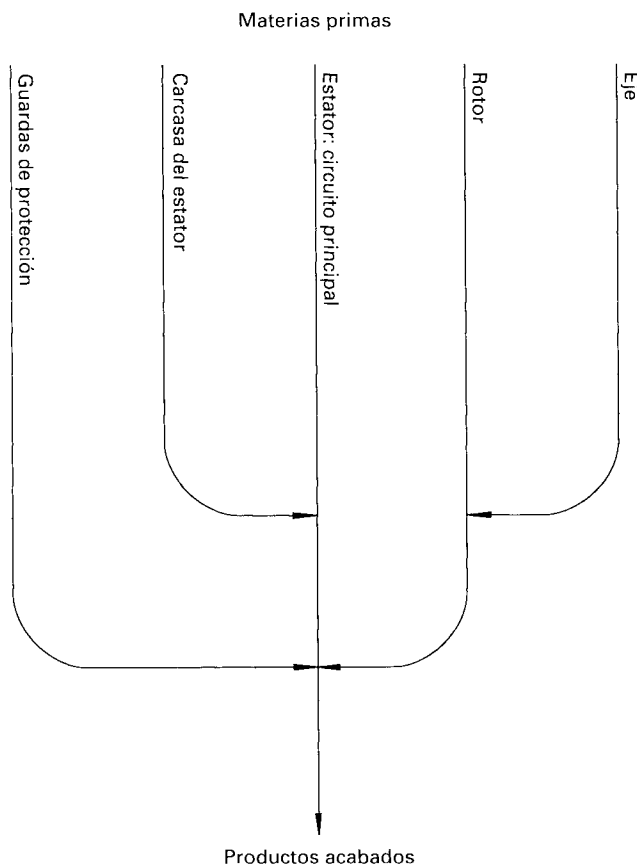 Materias primas
Guardas de protección
Carcasa del estator
Estator: circuito principal
Rotor
Eje
Productos acabados